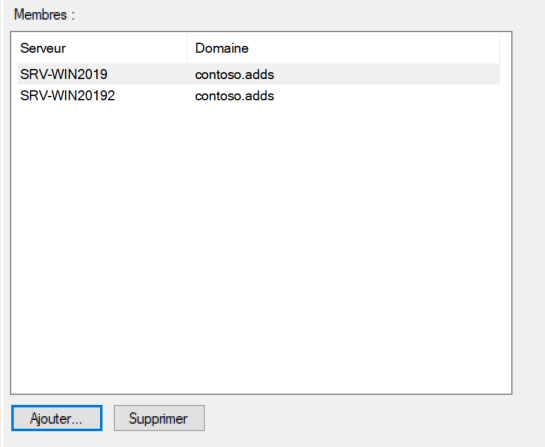 Membres :
Serveur Domaine
SRV-WIN2019 contoso.adds
SRV-WIN20192 contoso.adds
Ajouter... Supprimer